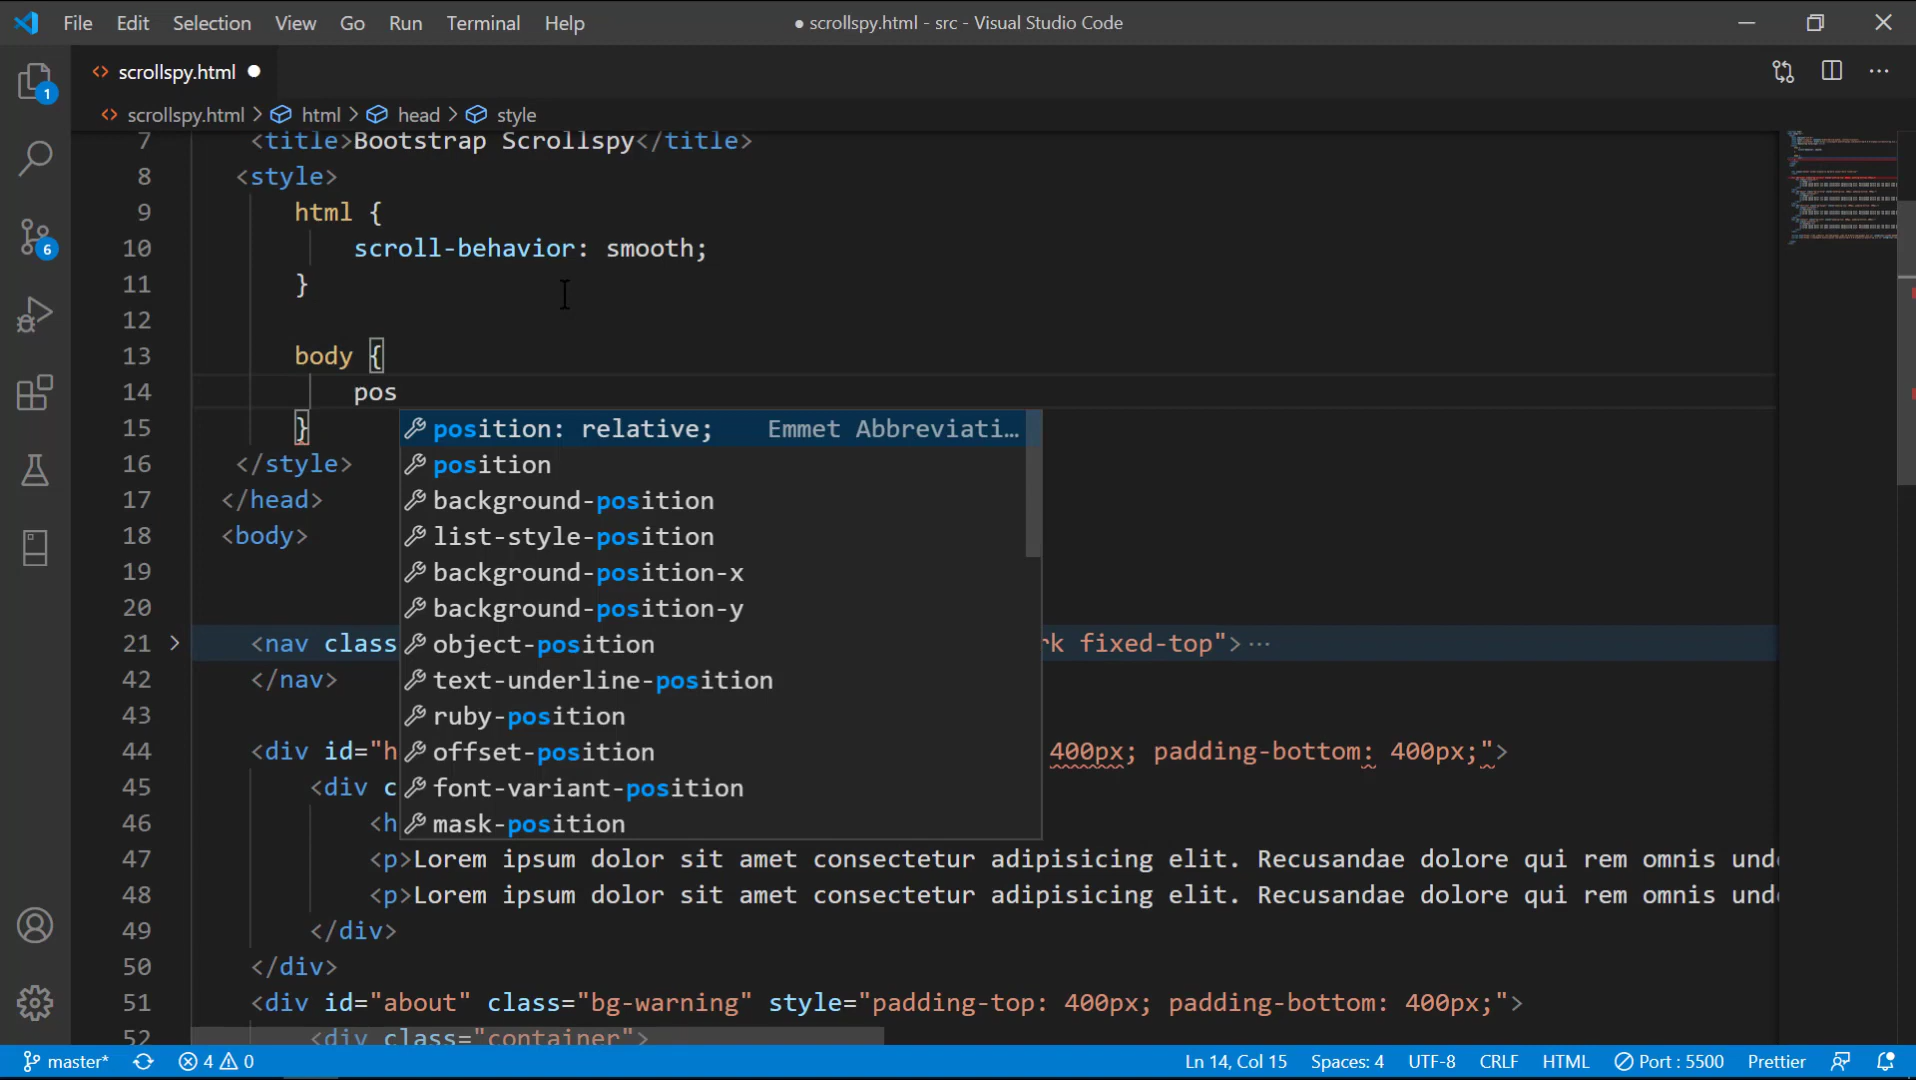 File Edit Selection View Go Run Terminal Help ● scrollspy.html - src - Visual Studio Code
scrollspy.html
scrollspy.html > html > head > style
7 <title>Bootstrap Scrollspy</title>
8 <style>
9 html {
10 scroll-behavior: smooth;
11 }
12
13 body {
14 pos
15 }
position: relative; Emmet Abbreviati…
16 </style>
position
17 </head>
background-position
18 <body>
list-style-position
19
background-position-x
20
background-position-y
21 <nav class rk fixed-top"> ···
object-position
42 </nav>
text-underline-position
43
ruby-position
44 <div id="h 400px; padding-bottom: 400px;">
offset-position
45 <div c
font-variant-position
46 <h
mask-position
47 <p>Lorem ipsum dolor sit amet consectetur adipisicing elit. Recusandae dolore qui rem omnis und
48 <p>Lorem ipsum dolor sit amet consectetur adipisicing elit. Recusandae dolore qui rem omnis und
49 </div>
50 </div>
51 <div id="about" class="bg-warning" style="padding-top: 400px; padding-bottom: 400px;">
52 <div class="container">
1
6
master* 4 0 Ln 14, Col 15 Spaces: 4 UTF-8 CRLF HTML Port : 5500 Prettier